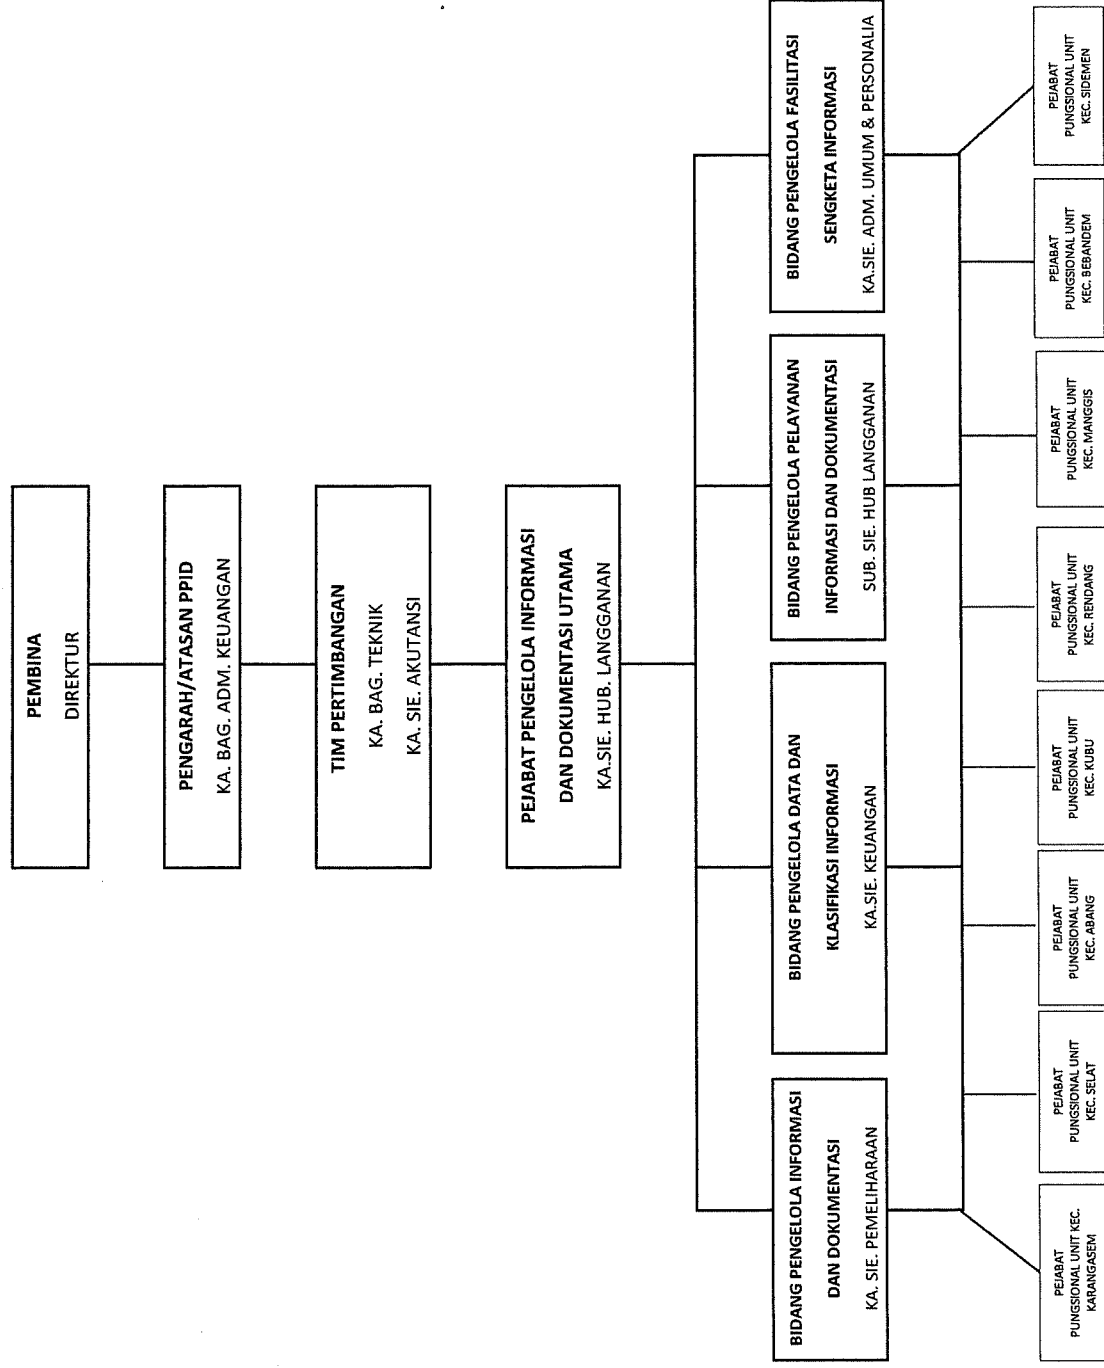 PEMBINA
DIREKTUR
PENGARAH/ATASAN PPID
KA. BAG. ADM. KEUANGAN
TIM PERTIMBANGAN
KA. BAG. TEKNIK
KA. SIE. AKUTANSI
PEJABAT PENGELOLA INFORMASI
DAN DOKUMENTASI UTAMA
KA.SIE. HUB. LANGGANAN
BIDANG PENGELOLA INFORMASI
DAN DOKUMENTASI
KA. SIE. PEMELIHARAAN
BIDANG PENGELOLA DATA DAN
KLASIFIKASI INFORMASI
KA.SIE. KEUANGAN
BIDANG PENGELOLA PELAYANAN
INFORMASI DAN DOKUMENTASI
SUB. SIE. HUB LANGGANAN
BIDANG PENGELOLA FASILITASI
SENGKETA INFORMASI
KA.SIE. ADM. UMUM & PERSONALIA
PEJABAT
PUNGSIONAL UNIT KEC.
KARANGASEM
PEJABAT
PUNGSIONAL UNIT
KEC. SELAT
PEJABAT
PUNGSIONAL UNIT
KEC. ABANG
PEJABAT
PUNGSIONAL UNIT
KEC. KUBU
PEJABAT
PUNGSIONAL UNIT
KEC. RENDANG
PEJABAT
PUNGSIONAL UNIT
KEC. MANGGIS
PEJABAT
PUNGSIONAL UNIT
KEC. BEBANDEM
PEJABAT
PUNGSIONAL UNIT
KEC. SIDEMEN